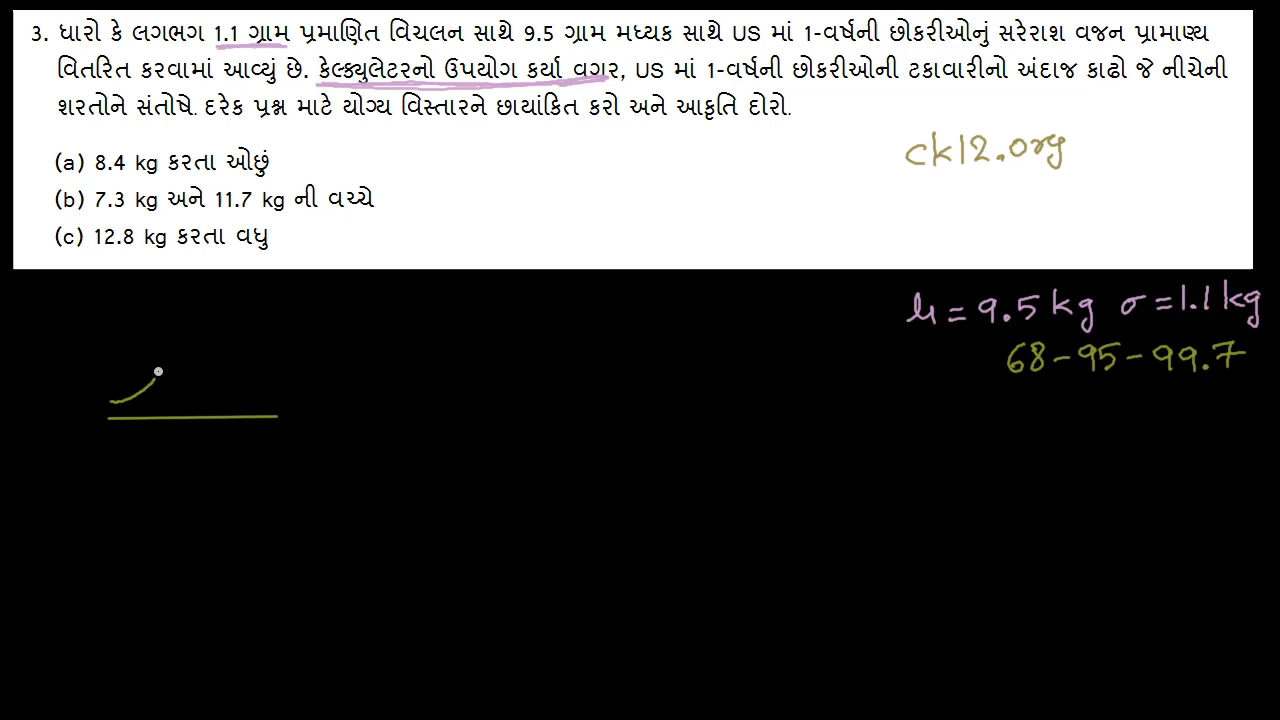 3. ધારો કે લગભગ 1.1 ગ્રામ પ્રમાણિત વિચલન સાથે 9.5 ગ્રામ મધ્યક સાથે US માં 1-વર્ષની છોકરીઓનું સરેરાશ વજન પ્રામાણ્ય
વિતરિત કરવામાં આવ્યું છે. કેલ્ક્યુલેટરનો ઉપયોગ કર્યા વગર, US માં 1-વર્ષની છોકરીઓની ટકાવારીનો અંદાજ કાઢો જે નીચેની
શરતોને સંતોષે. દરેક પ્રશ્ન માટે યોગ્ય વિસ્તારને છાયાંકિત કરો અને આકૃતિ દોરો.
(a) 8.4 kg કરતા ઓછું
(b) 7.3 kg અને 11.7 kg ની વચ્ચે
(c) 12.8 kg કરતા વધુ
ck12.org
μ = 9.5 kg σ = 1.1 kg
68 - 95 - 99.7